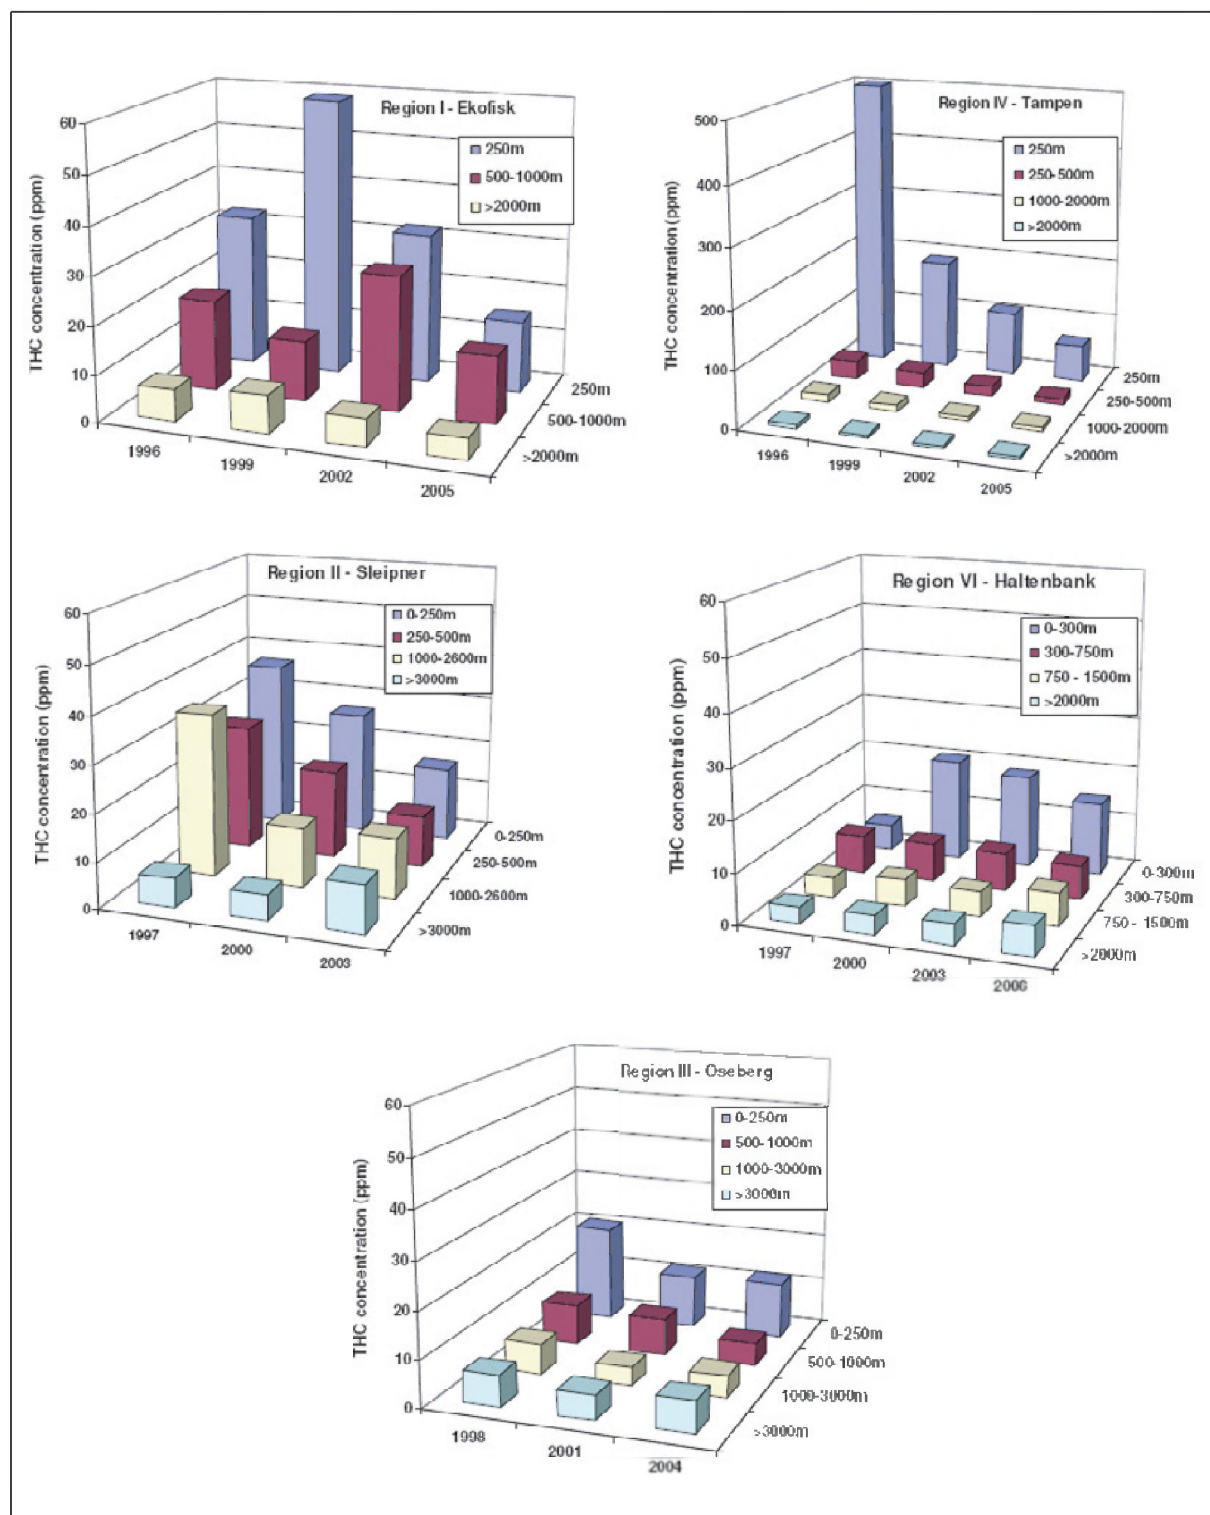 Region I - Ekofisk
THC concentration (ppm)
60
50
40
30
20
10
0
250m
500-1000m
>2000m
1996
1999
2002
2005
250m
500-1000m
>2000m
Region IV - Tampen
THC concentration (ppm)
500
400
300
200
100
0
250m
250-500m
1000-2000m
>2000m
1996
1999
2002
2005
250m
250-500m
1000-2000m
>2000m
Region II - Sleipner
THC concentration (ppm)
60
50
40
30
20
10
0
0-250m
250-500m
1000-2600m
>3000m
1997
2000
2003
0-250m
250-500m
1000-2600m
>3000m
Region VI - Haltenbank
THC concentration (ppm)
60
50
40
30
20
10
0
0-300m
300-750m
750 - 1500m
>2000m
1997
2000
2003
2006
0-300m
300-750m
750 - 1500m
>2000m
Region III - Oseberg
THC concentration (ppm)
60
50
40
30
20
10
0
0-250m
500-1000m
1000-3000m
>3000m
1998
2001
2004
0-250m
500-1000m
1000-3000m
>3000m